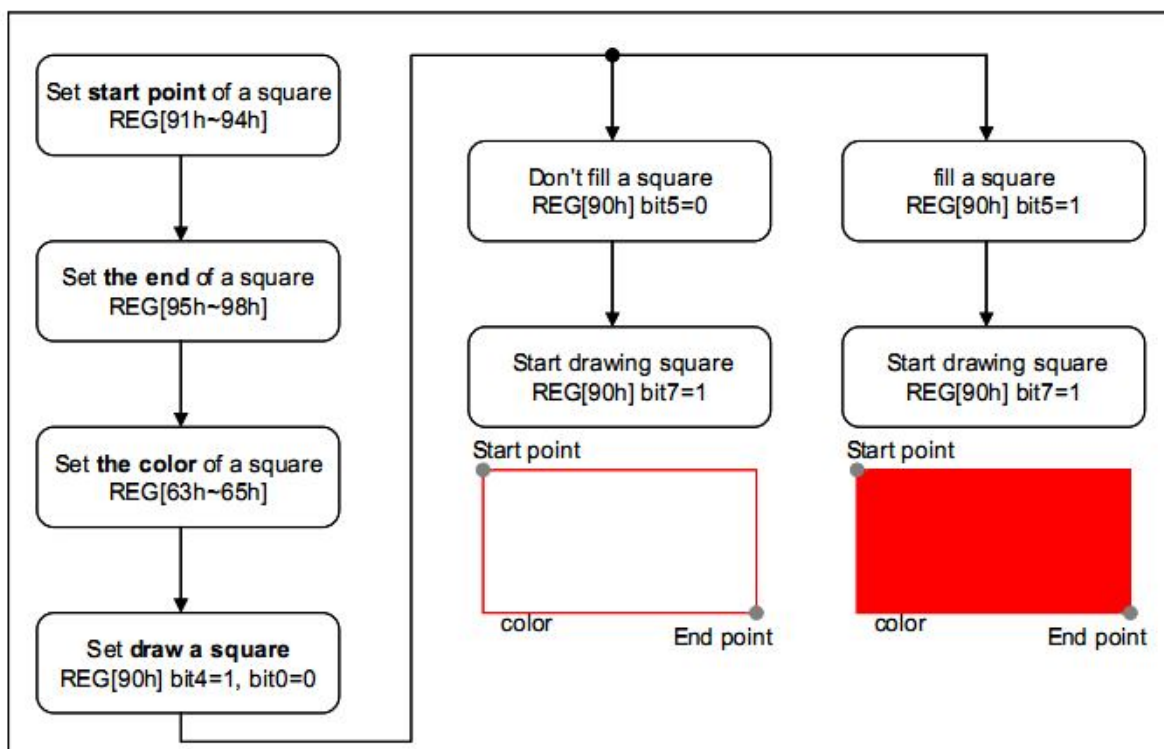 Set start point of a square
REG[91h~94h]
Set the end of a square
REG[95h~98h]
Set the color of a square
REG[63h~65h]
Set draw a square
REG[90h] bit4=1, bit0=0
Don't fill a square
REG[90h] bit5=0
Start drawing square
REG[90h] bit7=1
Start point
color
End point
fill a square
REG[90h] bit5=1
Start drawing square
REG[90h] bit7=1
Start point
color
End point